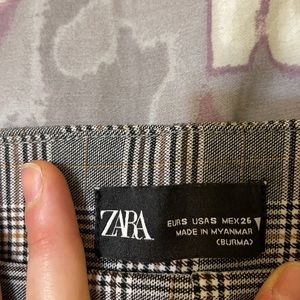 ZARA
EUR S USA S MEX 26
MADE IN MYANMAR
(BURMA)